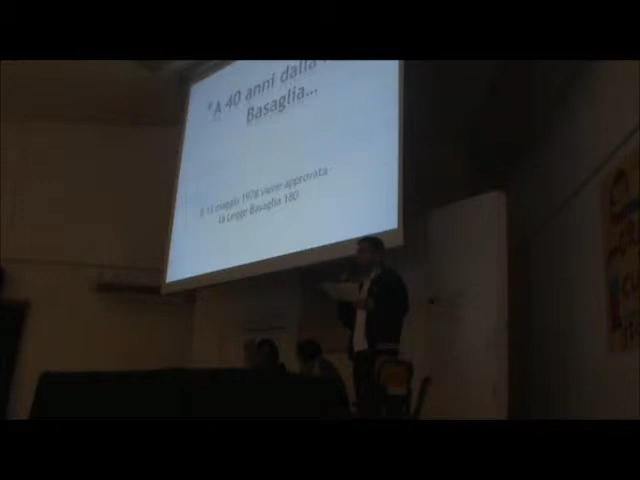 "A 40 anni dalla
Basaglia...
Il 13 maggio 1978 viene approvata
la Legge Basaglia 180